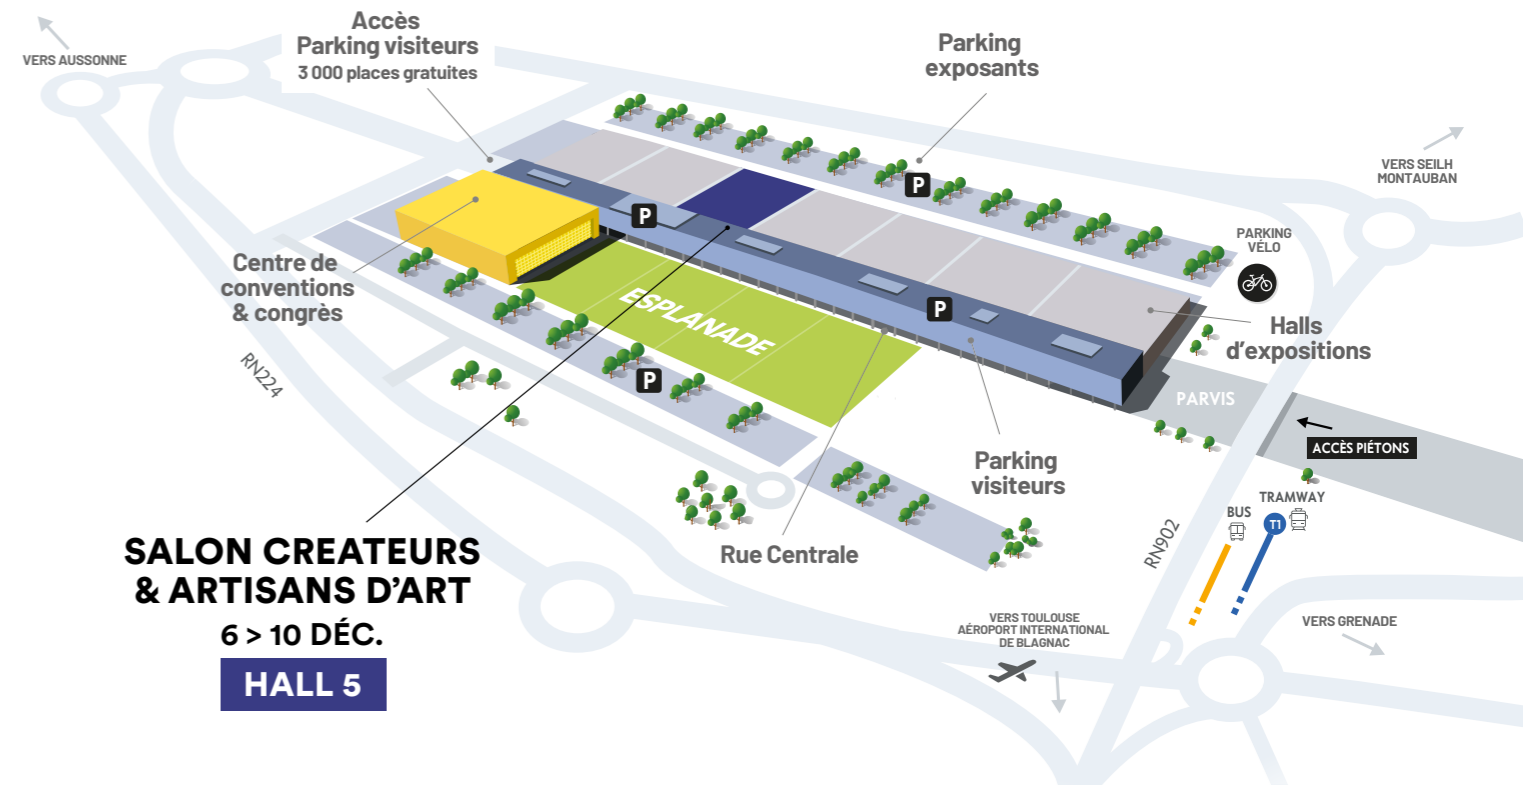 Accès
Parking visiteurs
3 000 places gratuites
VERS AUSSONNE
Parking
exposants
VERS SEILH
MONTAUBAN
P
P
PARKING
VÉLO
Centre de
conventions
& congrès
ESPLANADE
P
Halls
d’expositions
RN224
P
PARVIS
ACCÈS PIÉTONS
Parking
visiteurs
TRAMWAY
BUS
T1
RN902
Rue Centrale
SALON CREATEURS
& ARTISANS D’ART
6 > 10 DÉC.
HALL 5
VERS TOULOUSE
AÉROPORT INTERNATIONAL
DE BLAGNAC
VERS GRENADE